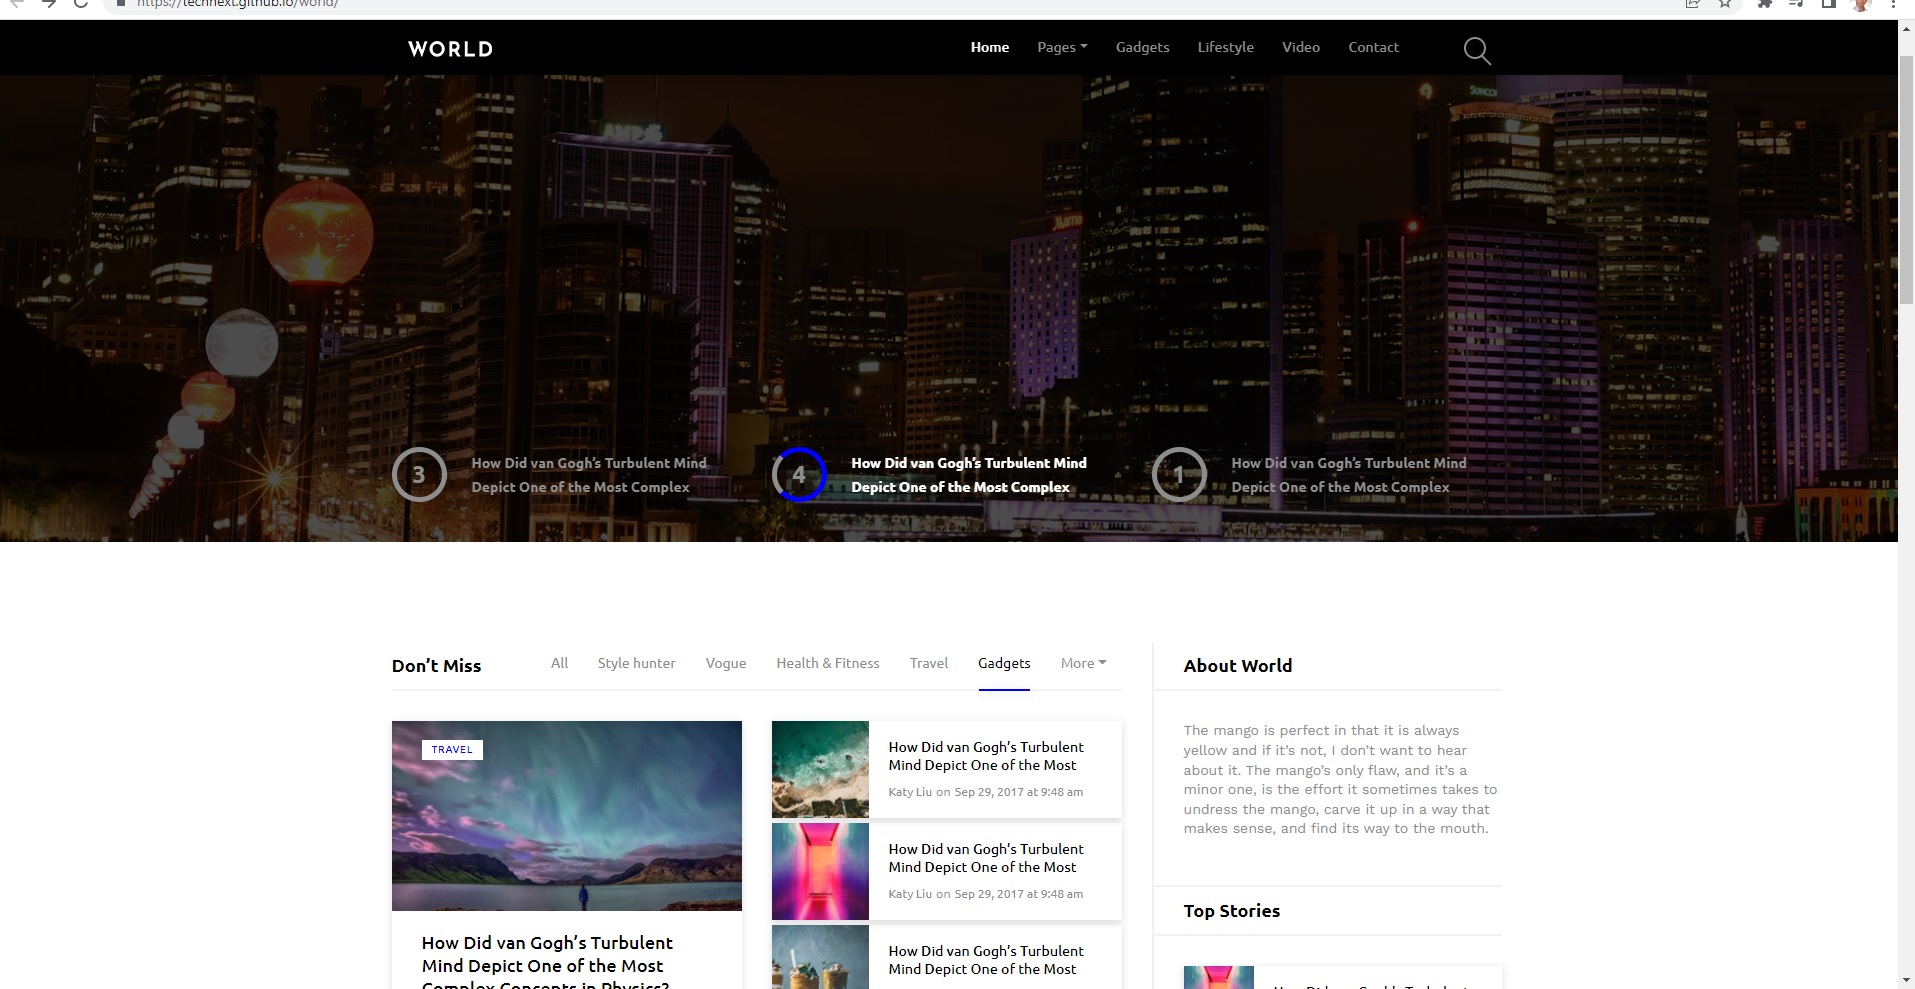 https://technext.github.io/world/
WORLD
Home Pages Gadgets Lifestyle Video Contact
SUNCOR
AMP
3 How Did van Gogh’s Turbulent Mind
Depict One of the Most Complex
4 How Did van Gogh’s Turbulent Mind
Depict One of the Most Complex
1 How Did van Gogh’s Turbulent Mind
Depict One of the Most Complex
Don’t Miss All Style hunter Vogue Health & Fitness Travel Gadgets More
TRAVEL
How Did van Gogh’s Turbulent
Mind Depict One of the Most
Complex Concepts in Physics?
How Did van Gogh’s Turbulent
Mind Depict One of the Most
Katy Liu on Sep 29, 2017 at 9:48 am
How Did van Gogh’s Turbulent
Mind Depict One of the Most
Katy Liu on Sep 29, 2017 at 9:48 am
How Did van Gogh’s Turbulent
Mind Depict One of the Most
About World
The mango is perfect in that it is always
yellow and if it’s not, I don’t want to hear
about it. The mango’s only flaw, and it’s a
minor one, is the effort it sometimes takes to
undress the mango, carve it up in a way that
makes sense, and find its way to the mouth.
Top Stories
How Did van Gogh’s Turbulent